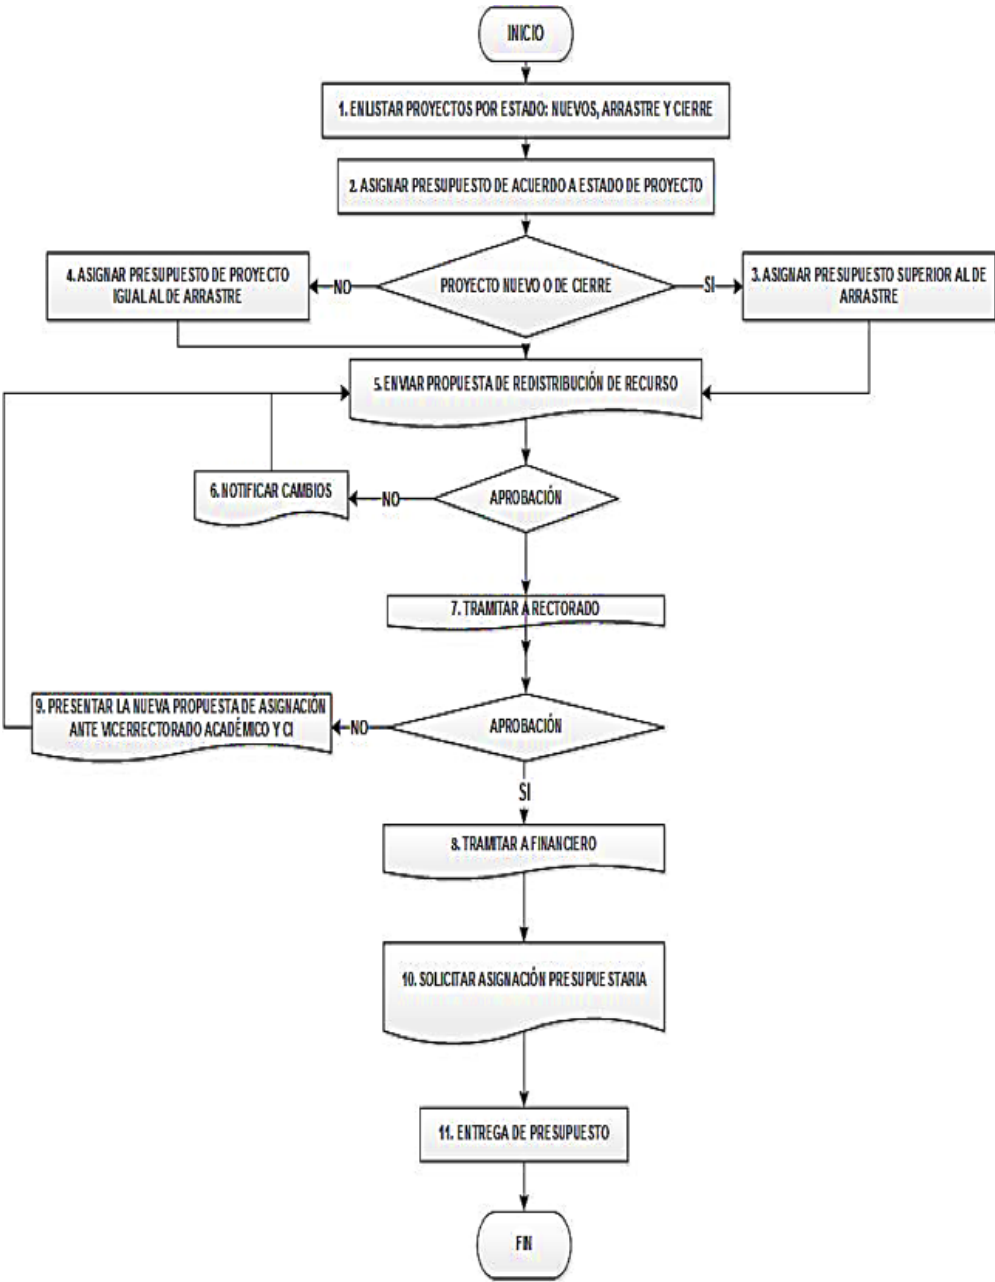 INICIO
1. ENLISTAR PROYECTOS POR ESTADO: NUEVOS, ARRASTRE Y CIERRE
2. ASIGNAR PRESUPUESTO DE ACUERDO A ESTADO DE PROYECTO
4. ASIGNAR PRESUPUESTO DE PROYECTO
IGUAL AL DE ARRASTRE
NO
PROYECTO NUEVO O DE CIERRE
SI
3. ASIGNAR PRESUPUESTO SUPERIOR AL DE
ARRASTRE
5. ENVIAR PROPUESTA DE REDISTRIBUCIÓN DE RECURSO
6. NOTIFICAR CAMBIOS
NO
APROBACIÓN
7. TRAMITAR A RECTORADO
9. PRESENTAR LA NUEVA PROPUESTA DE ASIGNACIÓN
ANTE VICERRECTORADO ACADÉMICO Y CI
NO
APROBACIÓN
SI
8. TRAMITAR A FINANCIERO
10. SOLICITAR ASIGNACIÓN PRESUPUESTARIA
11. ENTREGA DE PRESUPUESTO
FIN